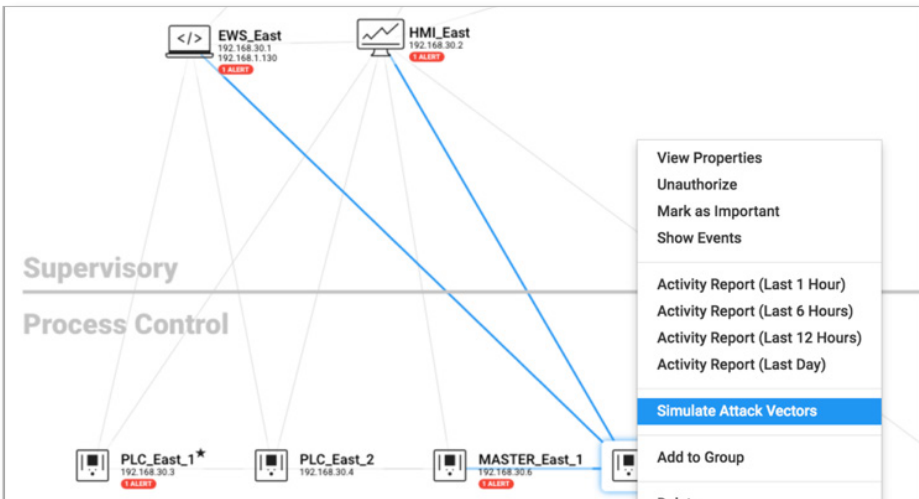 EWS_East
192.168.30.1
192.168.1.130
1 ALERT
HMI_East
192.168.30.2
1 ALERT
View Properties
Unauthorize
Mark as Important
Show Events
Supervisory
Activity Report (Last 1 Hour)
Process Control
Activity Report (Last 6 Hours)
Activity Report (Last 12 Hours)
Activity Report (Last Day)
Simulate Attack Vectors
Add to Group
PLC_East_1★
192.168.30.3
1 ALERT
PLC_East_2
192.168.30.4
MASTER_East_1
192.168.30.6
1 ALERT